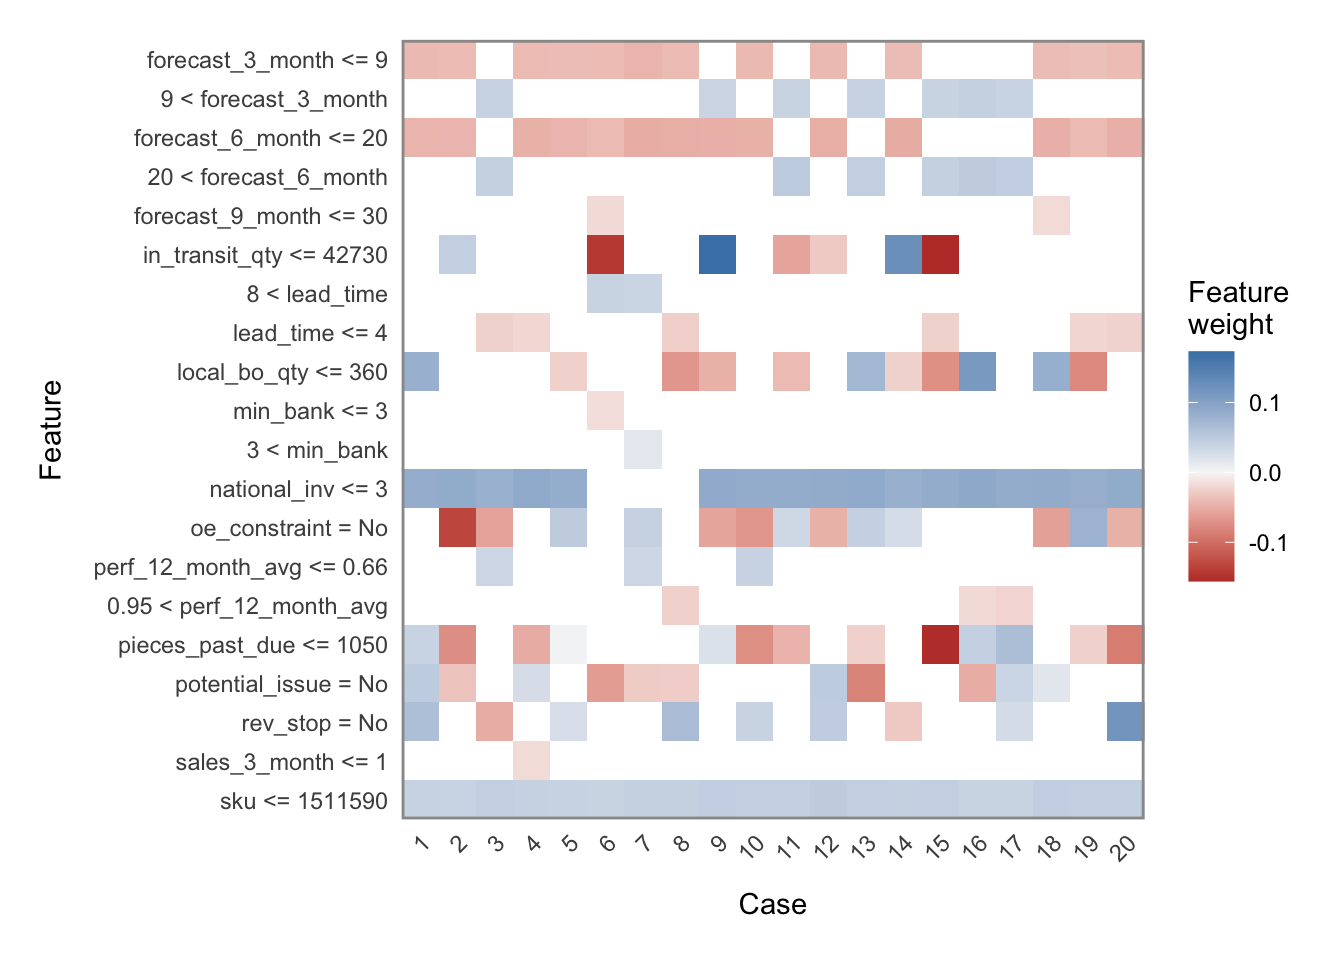 forecast_3_month <= 9
9 < forecast_3_month
forecast_6_month <= 20
20 < forecast_6_month
forecast_9_month <= 30
in_transit_qty <= 42730
8 < lead_time
lead_time <= 4
local_bo_qty <= 360
min_bank <= 3
3 < min_bank
national_inv <= 3
oe_constraint = No
perf_12_month_avg <= 0.66
0.95 < perf_12_month_avg
pieces_past_due <= 1050
potential_issue = No
rev_stop = No
sales_3_month <= 1
sku <= 1511590
Feature
1 2 3 4 5 6 7 8 9 10 11 12 13 14 15 16 17 18 19 20
Case
Feature
weight
0.1
0.0
-0.1